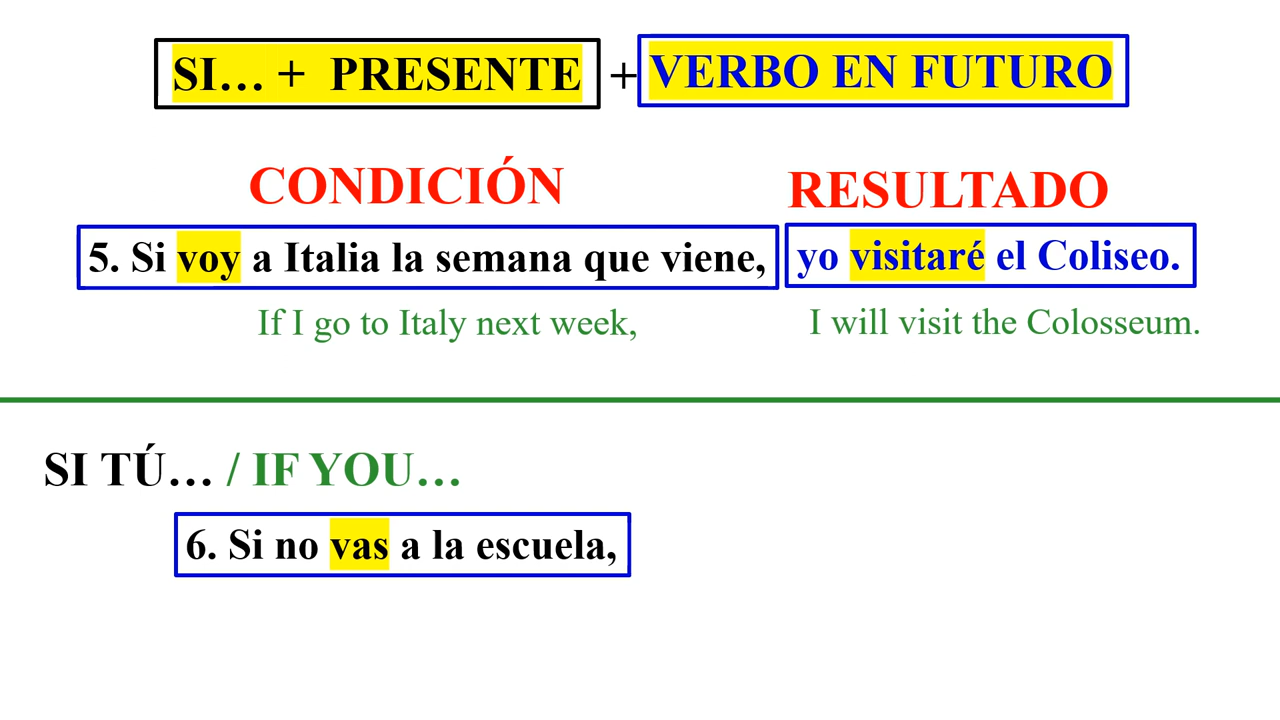 SI… + PRESENTE + VERBO EN FUTURO
CONDICIÓN RESULTADO
5. Si voy a Italia la semana que viene, yo visitaré el Coliseo.
If I go to Italy next week, I will visit the Colosseum.
SI TÚ… / IF YOU…
6. Si no vas a la escuela,